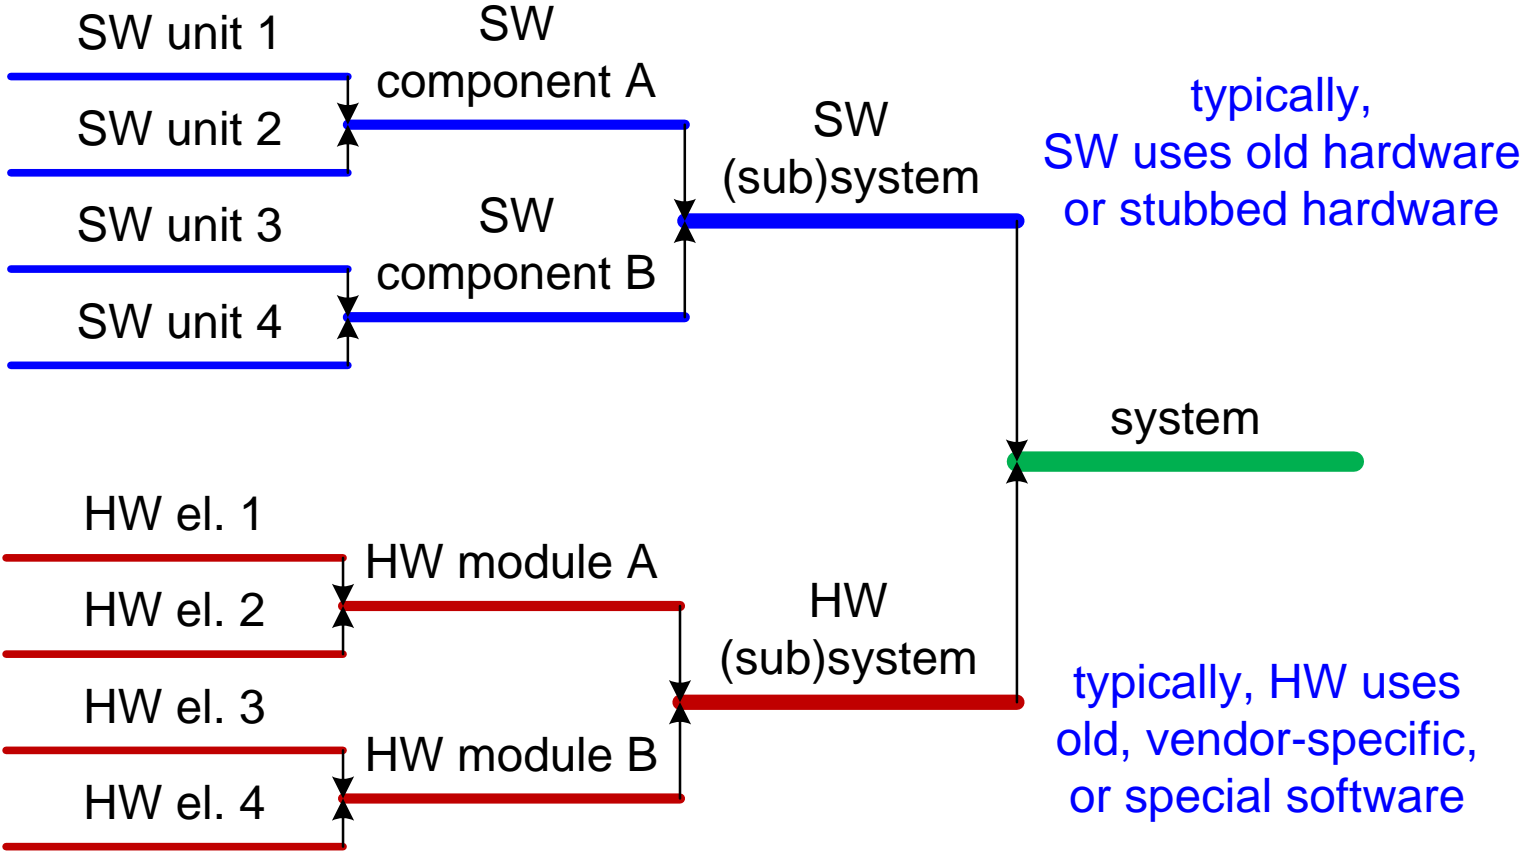 SW unit 1
SW unit 2
SW unit 3
SW unit 4
SW
component A
SW
component B
SW
(sub)system
typically,
SW uses old hardware
or stubbed hardware
system
HW el. 1
HW el. 2
HW el. 3
HW el. 4
HW module A
HW module B
HW
(sub)system
typically, HW uses
old, vendor-specific,
or special software